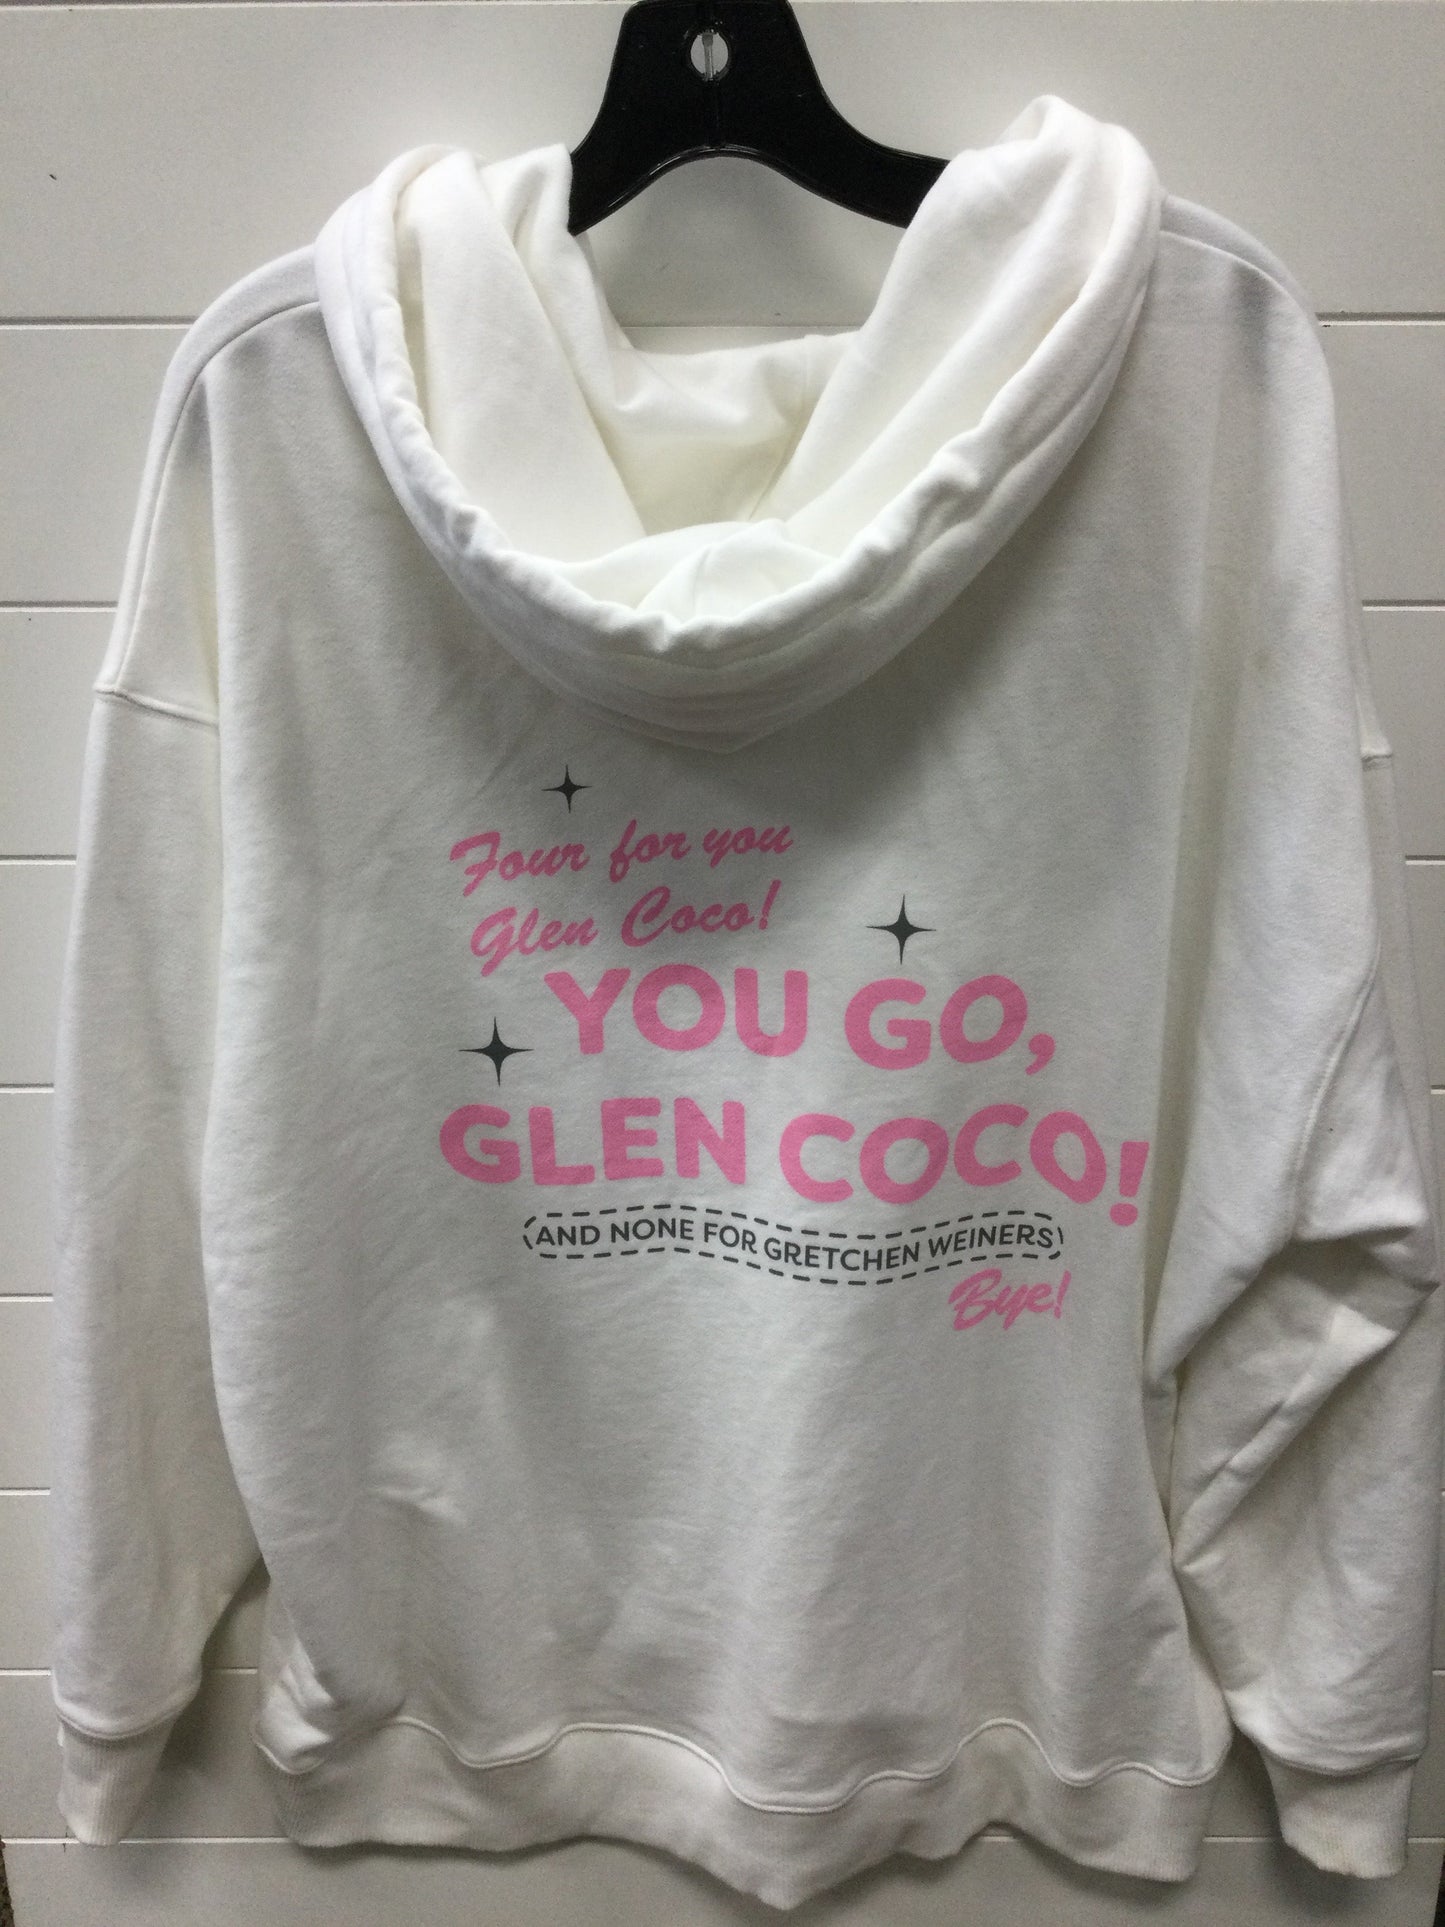 Four for you
Glen Coco!
YOU GO,
GLEN COCO!
(AND NONE FOR GRETCHEN WEINERS)
Bye!